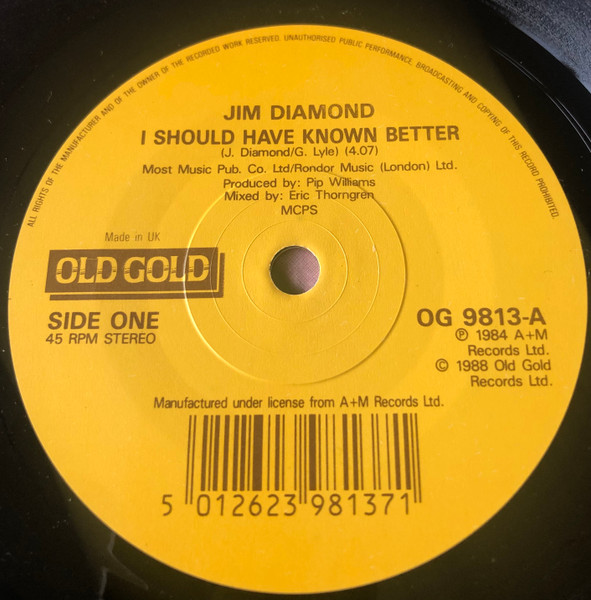 ALL RIGHTS OF THE MANUFACTURER AND OF THE OWNER OF THE RECORDED WORK RESERVED. UNAUTHORISED PUBLIC PERFORMANCE, BROADCASTING AND COPYING OF THIS RECORD PROHIBITED.
JIM DIAMOND
I SHOULD HAVE KNOWN BETTER
(J. Diamond/G. Lyle) (4.07)
Most Music Pub. Co. Ltd/Rondor Music (London) Ltd.
Produced by: Pip Williams
Mixed by: Eric Thorngren
MCPS
Made in UK
OLD GOLD
SIDE ONE
45 RPM STEREO
OG 9813-A
Ⓟ 1984 A+M
Records Ltd.
© 1988 Old Gold
Records Ltd.
Manufactured under license from A+M Records Ltd.
5 012623 981371